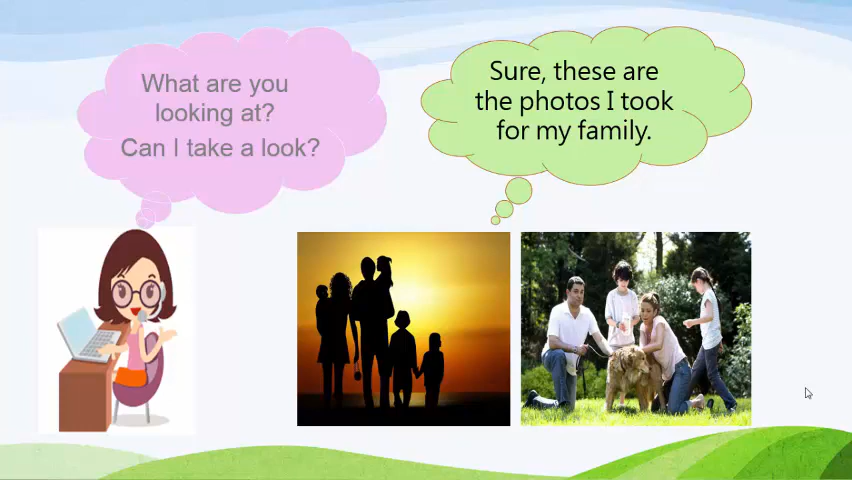 What are you
looking at?
Can I take a look?
Sure, these are
the photos I took
for my family.